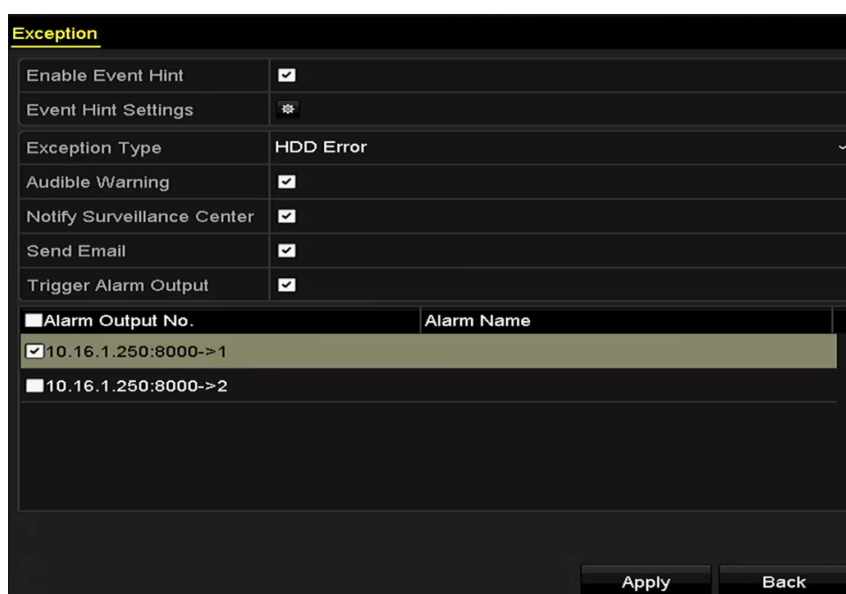 Exception
Enable Event Hint
Event Hint Settings
Exception Type HDD Error
Audible Warning
Notify Surveillance Center
Send Email
Trigger Alarm Output
Alarm Output No. Alarm Name
10.16.1.250:8000->1
10.16.1.250:8000->2
Apply Back